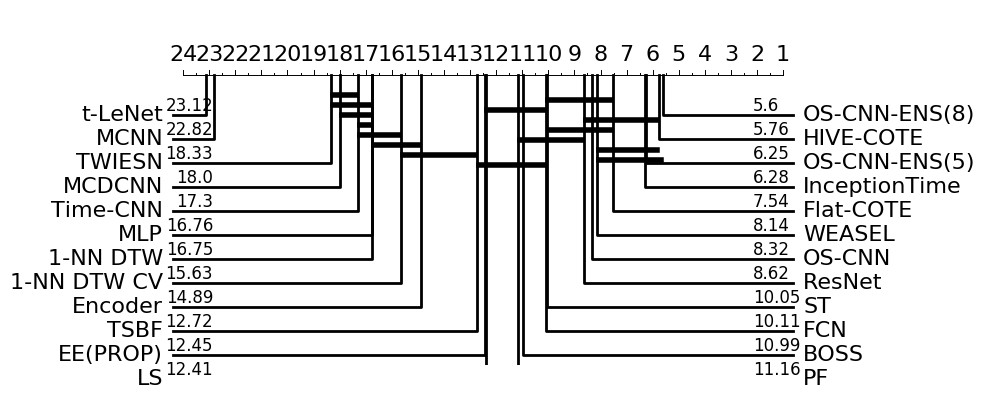 24 23 22 21 20 19 18 17 16 15 14 13 12 11 10 9 8 7 6 5 4 3 2 1
t-LeNet 23.12 5.6 OS-CNN-ENS(8)
MCNN 22.82 5.76 HIVE-COTE
TWIESN 18.33 6.25 OS-CNN-ENS(5)
MCDCNN 18.0 6.28 InceptionTime
Time-CNN 17.3 7.54 Flat-COTE
MLP 16.76 8.14 WEASEL
1-NN DTW 16.75 8.32 OS-CNN
1-NN DTW CV 15.63 8.62 ResNet
Encoder 14.89 10.05 ST
TSBF 12.72 10.11 FCN
EE(PROP) 12.45 10.99 BOSS
LS 12.41 11.16 PF